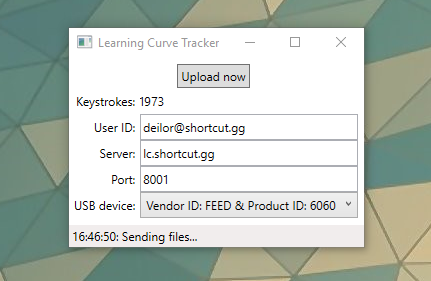 Learning Curve Tracker
Upload now
Keystrokes: 1973
User ID: deilor@shortcut.gg
Server: lc.shortcut.gg
Port: 8001
USB device: Vendor ID: FEED & Product ID: 6060
16:46:50: Sending files...